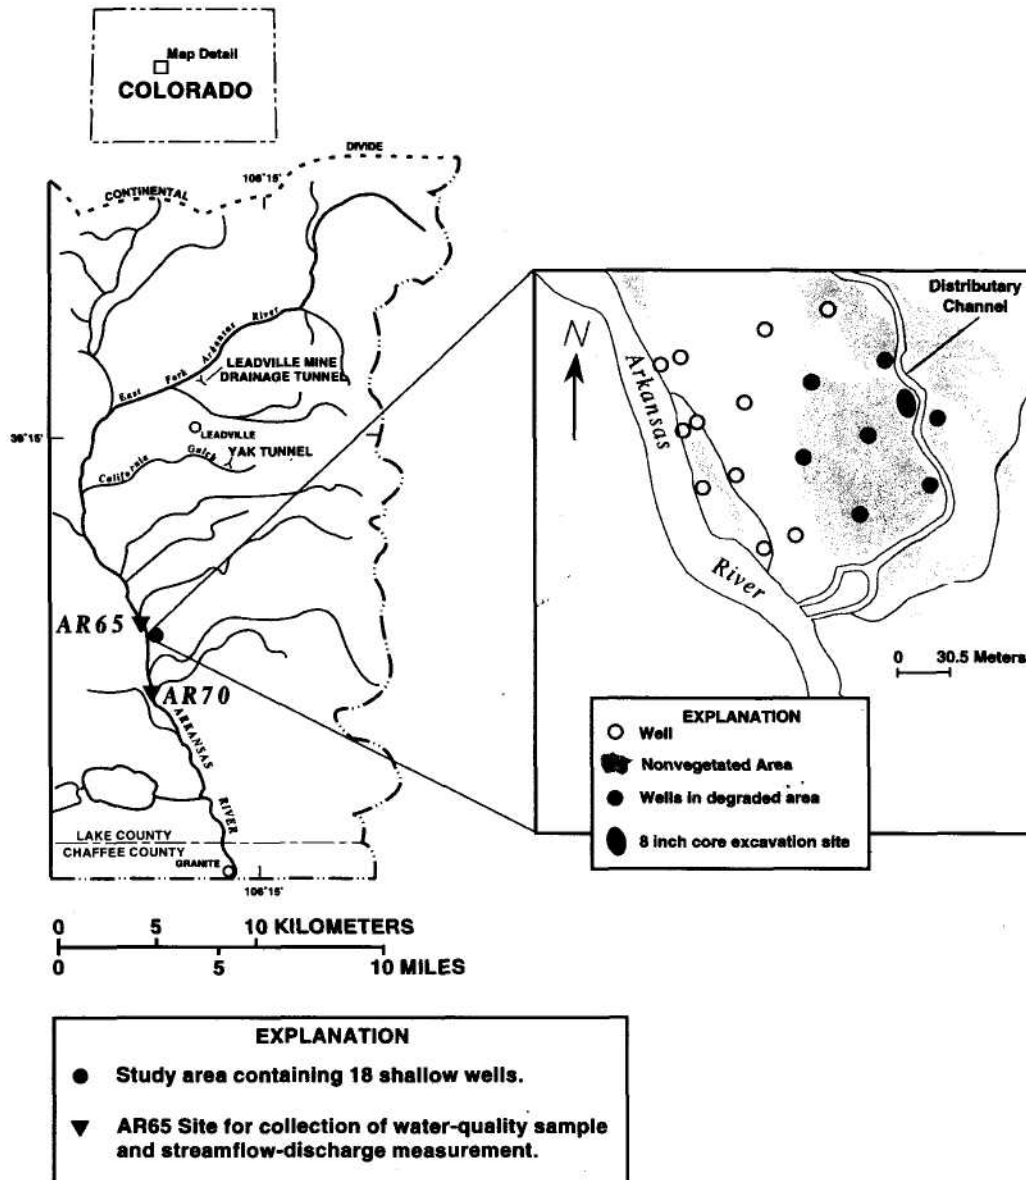 Map Detail
COLORADO
DIVIDE
106°15'
CONTINENTAL
East Fork Arkansas River
LEADVILLE MINE
DRAINAGE TUNNEL
39°15'
LEADVILLE
YAK TUNNEL
California Gulch
AR65
AR70
ARKANSAS RIVER
LAKE COUNTY
CHAFFEE COUNTY
GRANITE
106°15'
0 5 10 KILOMETERS
0 5 10 MILES
Distributary
Channel
N
Arkansas
River
0 30.5 Meters
EXPLANATION
Well
Nonvegetated Area
Wells in degraded area
8 inch core excavation site
EXPLANATION
Study area containing 18 shallow wells.
AR65 Site for collection of water-quality sample
and streamflow-discharge measurement.